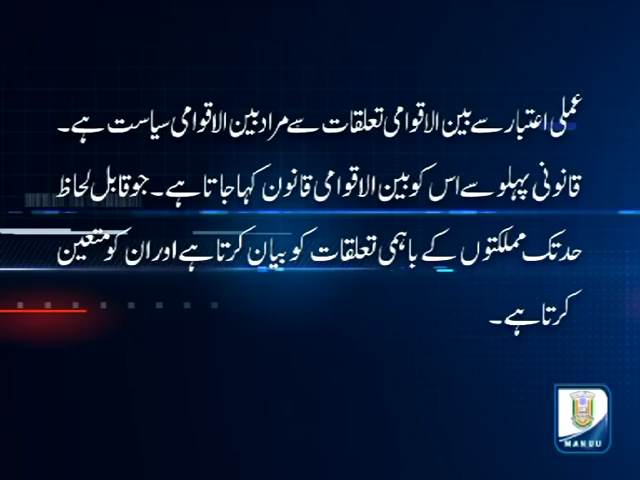 عملی اعتبار سے بین الاقوامی تعلقات سے مراد بین الاقوامی سیاست ہے۔
قانونی پہلو سے اس کو بین الاقوامی قانون کہا جاتا ہے۔ جو قابل لحاظ
حد تک مملکتوں کے باہمی تعلقات کو بیان کرتا ہے اور ان کو متعین
کرتا ہے۔
MANUU